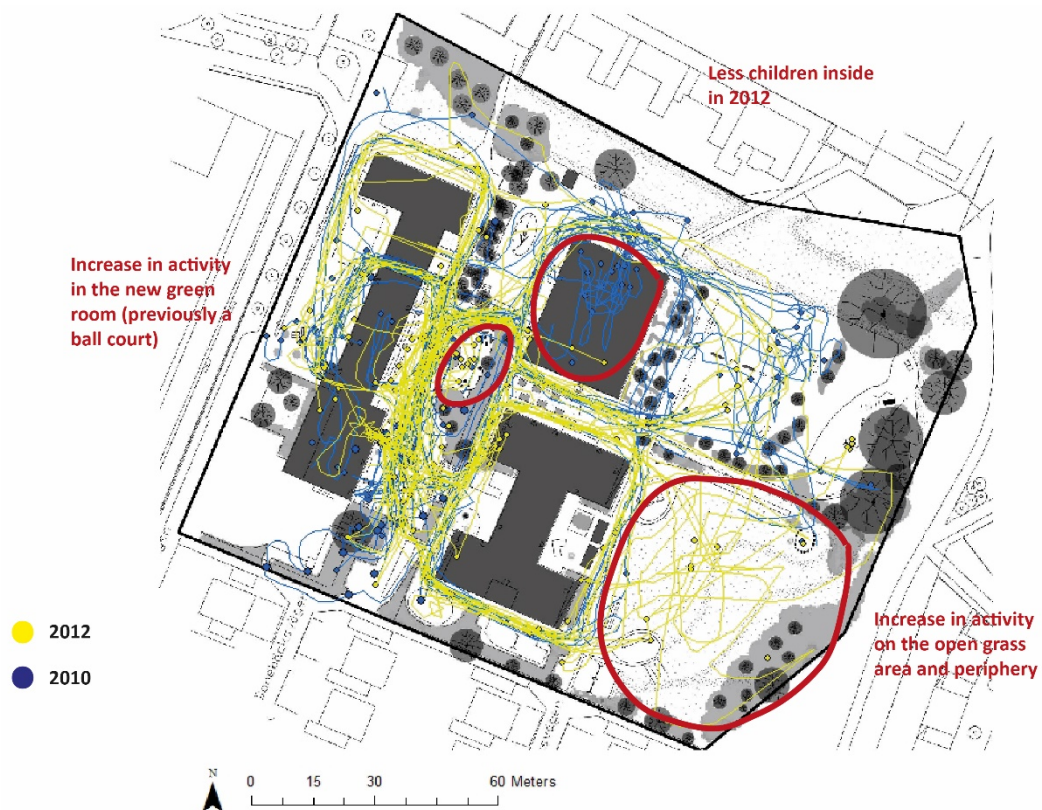 Less children inside
in 2012
Increase in activity
in the new green
room (previously a
ball court)
Increase in activity
on the open grass
area and periphery
2012
2010
N
0 15 30 60 Meters